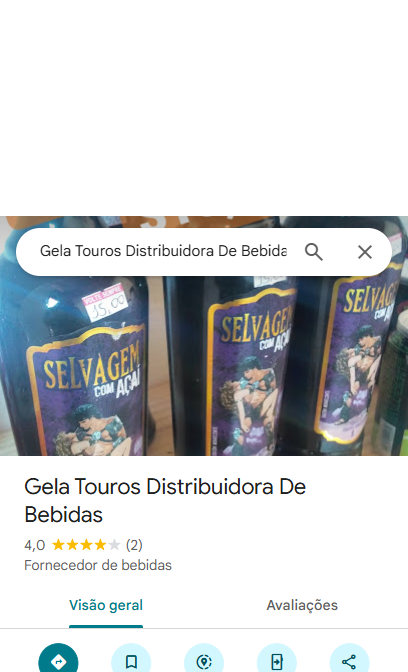 Gela Touros Distribuidora De Bebida
15,00
SELVAGEM
COM AÇAÍ
SELVAGEM
COM AÇAÍ
SELVAGEM
COM AÇAÍ
Gela Touros Distribuidora De
Bebidas
4,0 (2)
Fornecedor de bebidas
Visão geral
Avaliações